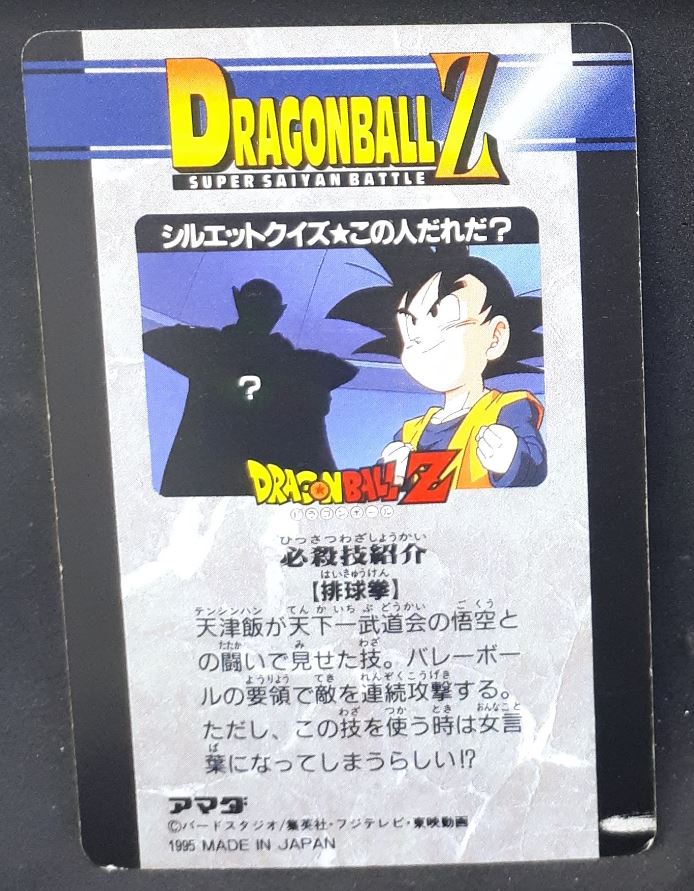 DRAGONBALL Z
SUPER SAIYAN BATTLE
シルエットクイズ★この人だれだ？
?
DRAGONBALL Z
ドラゴンボール
ひっさつわざしょうかい
必殺技紹介
はいきゅうけん
【排球拳】
テンシンハン てんかいちぶどうかい ごくう
天津飯が天下一武道会の悟空と
たたか み わざ
の闘いで見せた技。バレーボー
ようりょう てき れんぞくこうげき
ルの要領で敵を連続攻撃する。
わざ つか とき おんなこと
ただし、この技を使う時は女言
ば
葉になってしまうらしい!?
アマダ
©バードスタジオ/集英社・フジテレビ・東映動画
1995 MADE IN JAPAN